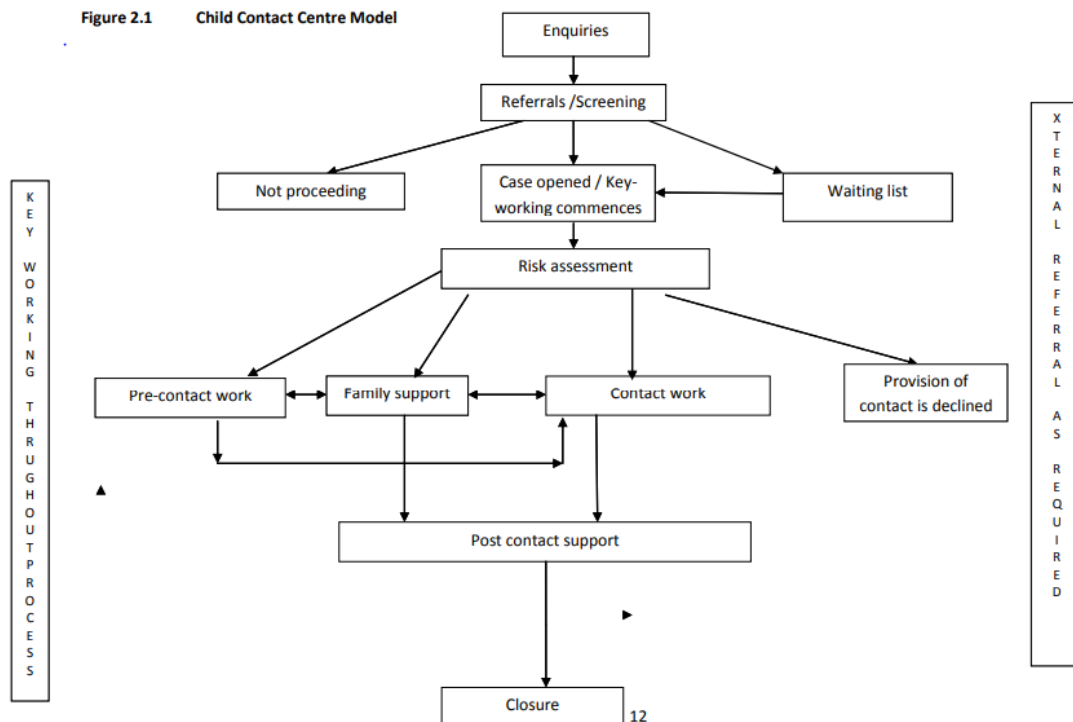 Figure 2.1 Child Contact Centre Model
Enquiries
Referrals /Screening
Not proceeding
Case opened / Key-
working commences
Waiting list
Risk assessment
Pre-contact work
Family support
Contact work
Provision of
contact is declined
Post contact support
Closure
12
KEY WORKING THRUGHOUTPROCESS
XTERNAL REFERRAL AS REQUIRED